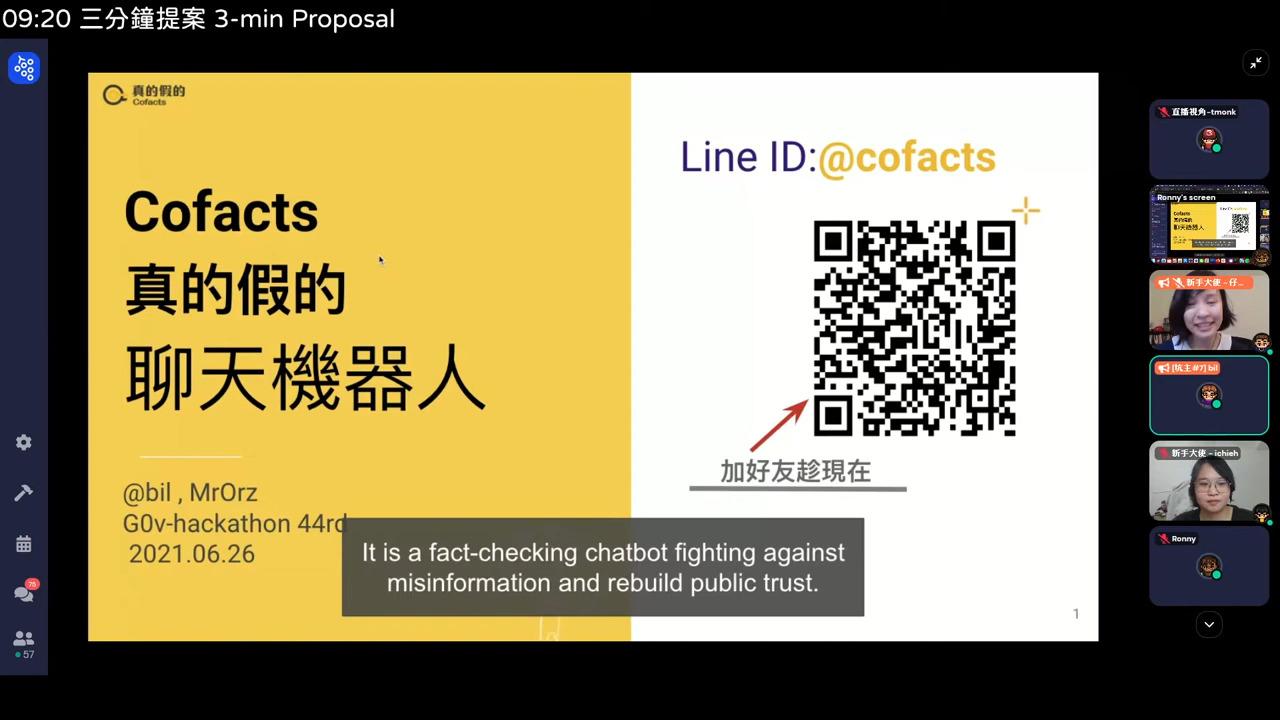 09:20 三分鐘提案 3-min Proposal
真的假的
Cofacts
Cofacts
真的假的
聊天機器人
@bil , MrOrz
G0v-hackathon 44rd
2021.06.26
Line ID:@cofacts
加好友趁現在
It is a fact-checking chatbot fighting against
misinformation and rebuild public trust.
1
直播視角-tmonk
Ronny's screen
新手大使 - 仔...
[坑主#7] bil
新手大使 - ichieh
Ronny
75
57